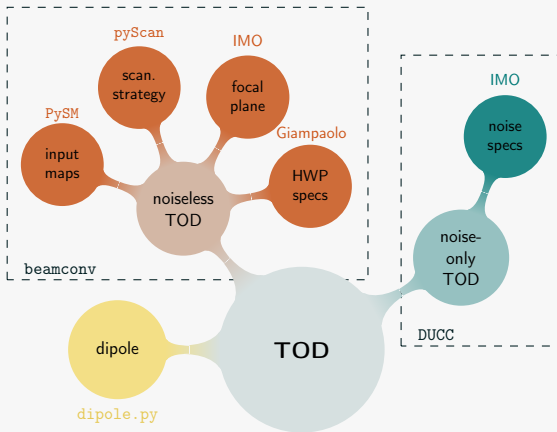 pyScan
scan.
strategy
IMO
focal
plane
PySM
input
maps
Giampaolo
HWP
specs
noiseless
TOD
beamconv
IMO
noise
specs
noise-
only
TOD
DUCC
TOD
dipole
dipole.py